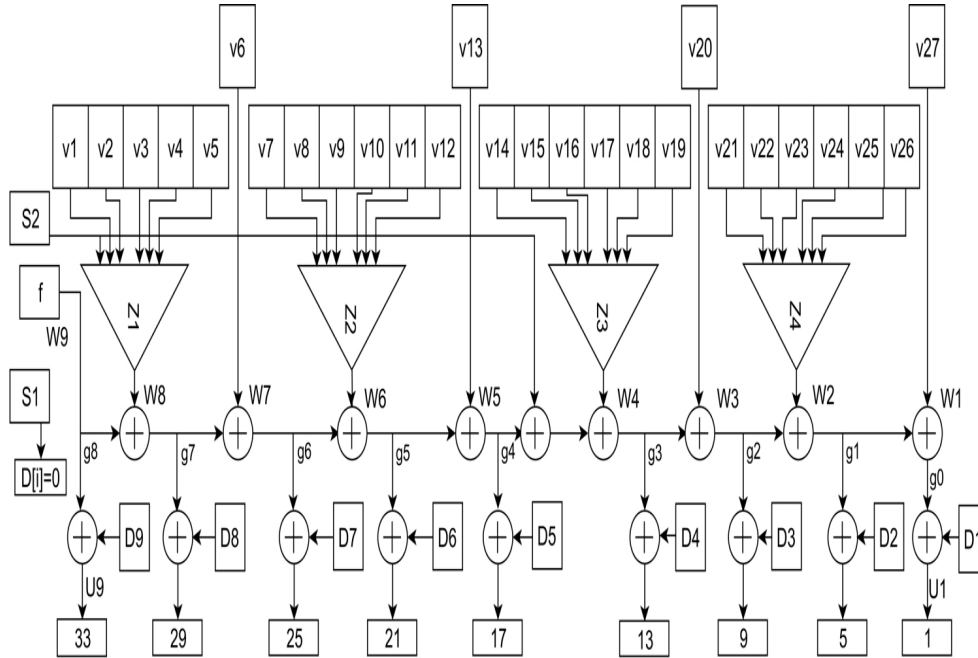 v6 v13 v20 v27
v1 v2 v3 v4 v5 v7 v8 v9 v10 v11 v12 v14 v15 v16 v17 v18 v19 v21 v22 v23 v24 v25 v26
S2
f Z1 Z2 Z3 Z4
W9
S1 W8 W7 W6 W5 W4 W3 W2 W1
g8 g7 g6 g5 g4 g3 g2 g1 g0
D[i]=0
D9 D8 D7 D6 D5 D4 D3 D2 D1
U9 U1
33 29 25 21 17 13 9 5 1